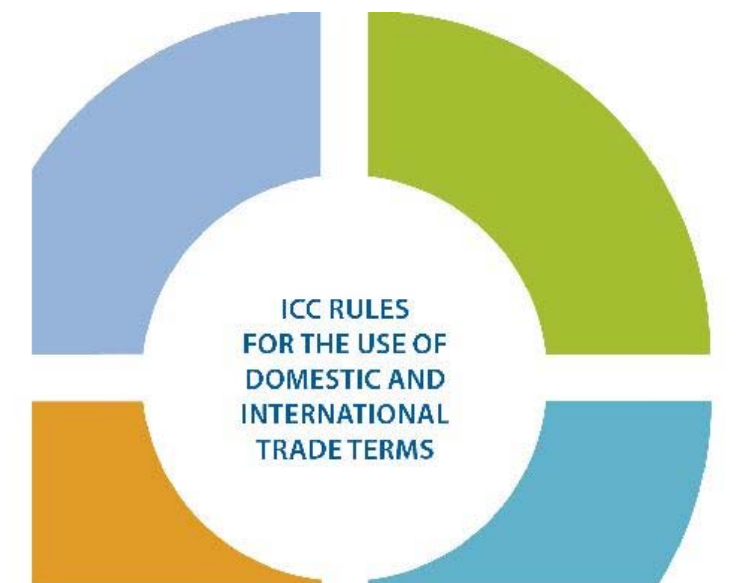 ICC RULES
FOR THE USE OF
DOMESTIC AND
INTERNATIONAL
TRADE TERMS